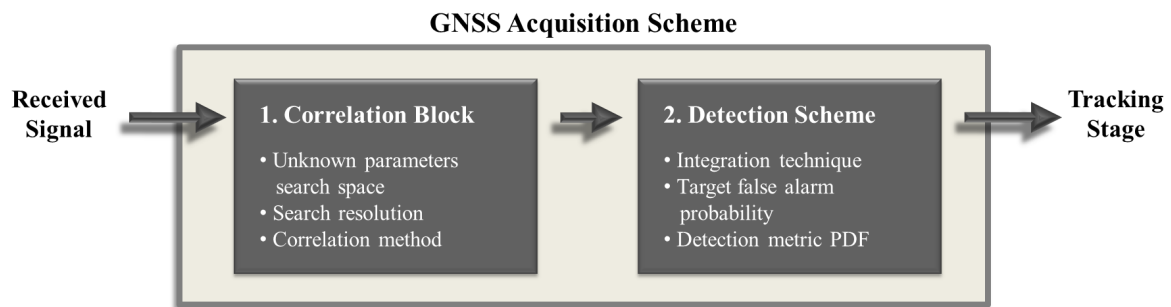 GNSS Acquisition Scheme
Received
Signal
1. Correlation Block
• Unknown parameters
search space
• Search resolution
• Correlation method
2. Detection Scheme
• Integration technique
• Target false alarm
probability
• Detection metric PDF
Tracking
Stage